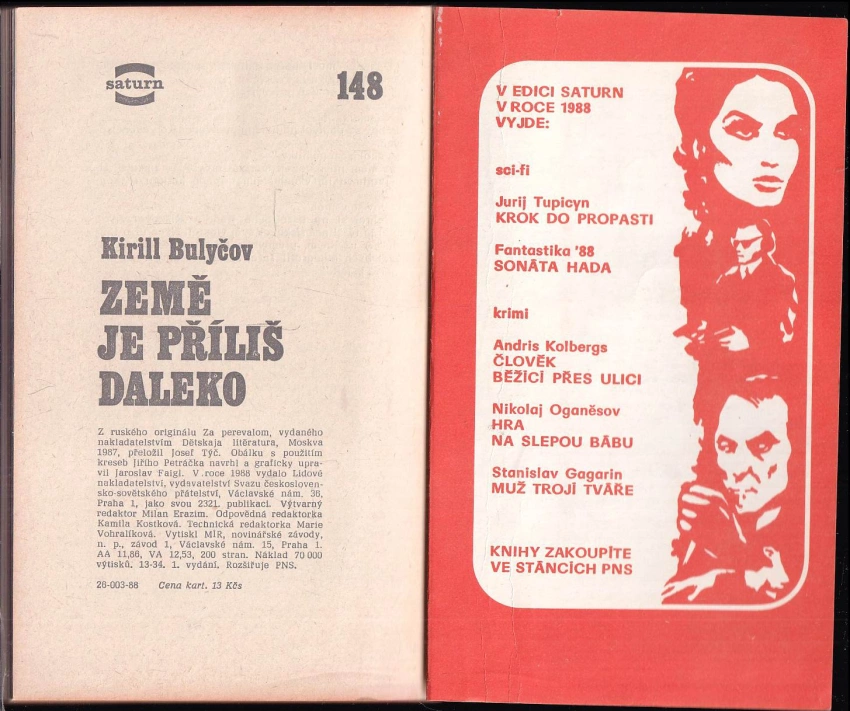 saturn
148
Kirill Bulyčov
ZEMĚ
JE PŘÍLIŠ
DALEKO
Z ruského originálu Za perevalom, vydaného
nakladatelstvím Dětskaja litěratura, Moskva
1987, přeložil Josef Týč. Obálku s použitím
kreseb Jiřího Petráčka navrhl a graficky upra-
vil Jaroslav Faigl. V roce 1988 vydalo Lidové
nakladatelství, vydavatelství Svazu českosloven-
sko-sovětského přátelství, Václavské nám. 36,
Praha 1, jako svou 2321. publikaci. Výtvarný
redaktor Milan Erazim. Odpovědná redaktorka
Kamila Kostková. Technická redaktorka Marie
Vohralíková. Vytiskl MÍR, novinářské závody,
n. p., závod 1, Václavské nám. 15, Praha 1.
AA 11,86, VA 12,53, 200 stran. Náklad 70 000
výtisků. 13-34. 1. vydání. Rozšiřuje PNS.
26-003-88 Cena kart. 13 Kčs
V EDICI SATURN
V ROCE 1988
VYJDE:
sci-fi
Jurij Tupicyn
KROK DO PROPASTI
Fantastika '88
SONÁTA HADA
krimi
Andris Kolbergs
ČLOVĚK
BĚŽÍCÍ PŘES ULICI
Nikolaj Oganěsov
HRA
NA SLEPOU BÁBU
Stanislav Gagarin
MUŽ TROJÍ TVÁŘE
KNIHY ZAKOUPÍTE
VE STÁNCÍCH PNS